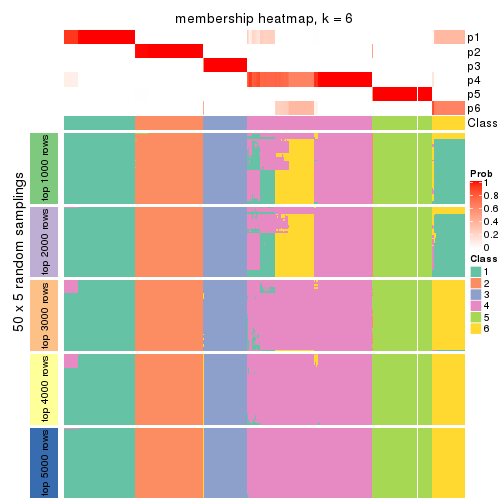 membership heatmap, k = 6
p1
p2
p3
p4
p5
p6
Class
50 x 5 random samplings
top 1000 rows
top 2000 rows
top 3000 rows
top 4000 rows
top 5000 rows
Prob
1
0.8
0.6
0.4
0.2
0
Class
1
2
3
4
5
6